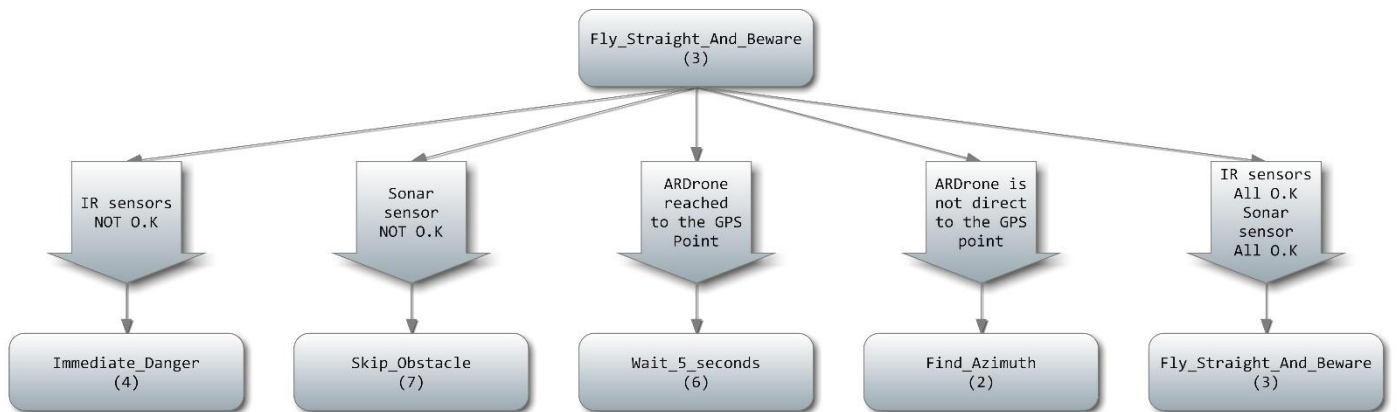 Fly_Straight_And_Beware
(3)
IR sensors
NOT O.K
Sonar
sensor
NOT O.K
ARDrone
reached
to the GPS
Point
ARDrone is
not direct
to the GPS
point
IR sensors
All O.K
Sonar
sensor
All O.K
Immediate_Danger
(4)
Skip_Obstacle
(7)
Wait_5_seconds
(6)
Find_Azimuth
(2)
Fly_Straight_And_Beware
(3)